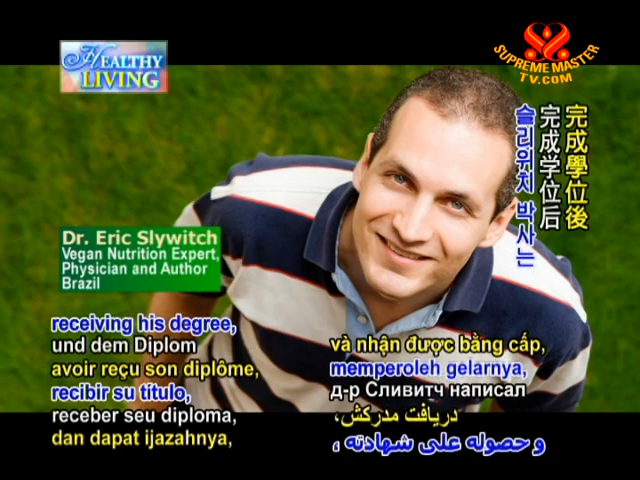 HEALTHY
LIVING
SUPREME MASTER
TV.COM
完成學位後
完成学位后
슬리위치 박사는
Dr. Eric Slywitch
Vegan Nutrition Expert,
Physician and Author
Brazil
receiving his degree,
und dem Diplom
avoir reçu son diplôme,
recibir su título,
receber seu diploma,
dan dapat ijazahnya,
và nhận được bằng cấp,
memperoleh gelarnya,
д-р Сливитч написал
دریافت مدرکش،
و حصوله على شهادته ،